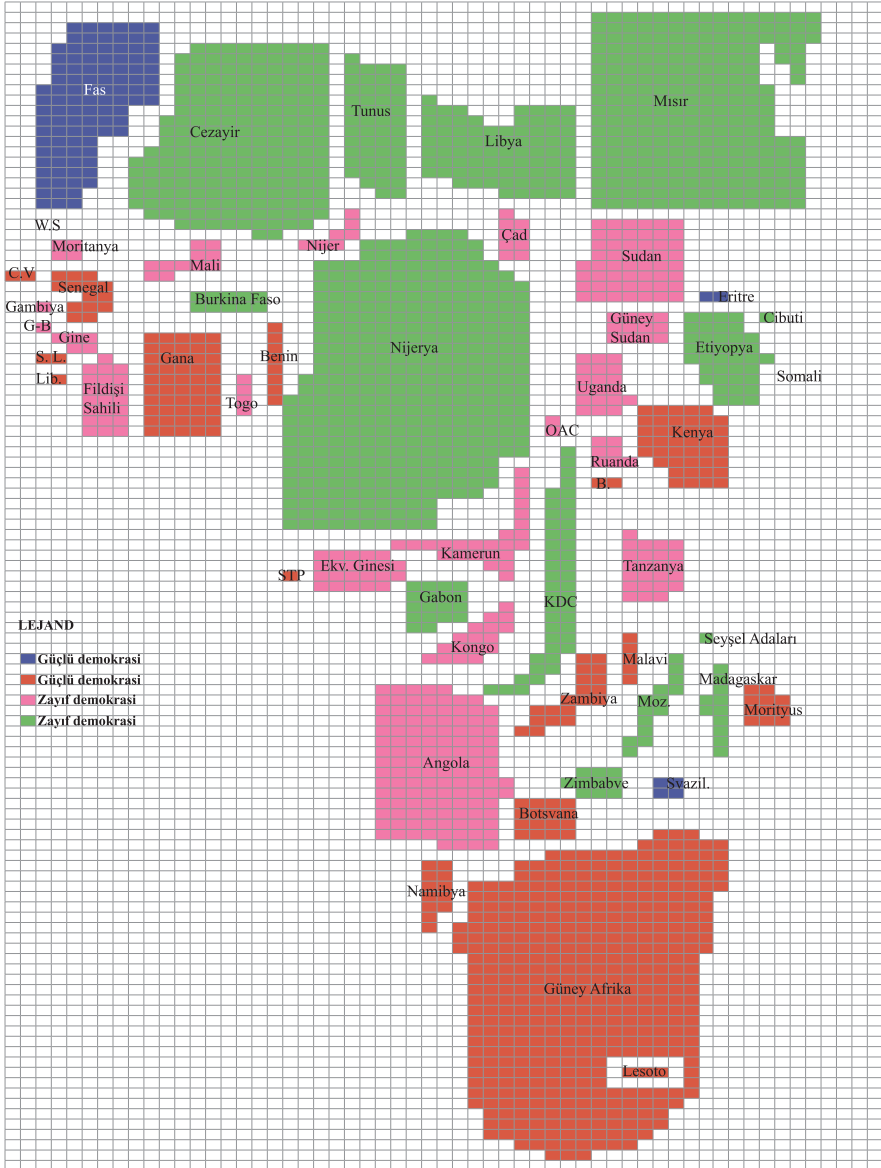 Fas
Cezayir
Tunus
Libya
Mısır
W.S
Moritanya
Mali
Nijer
Çad
Sudan
C.V
Senegal
Burkina Faso
Eritre
Gambiya
G-B
Gine
Cibuti
Güney
Sudan
S. L.
Gana
Benin
Nijerya
Etiyopya
Lib.
Fildişi
Sahili
Togo
Uganda
Somali
OAC
Kenya
Ruanda
B.
Kamerun
STP
Ekv. Ginesi
Tanzanya
Gabon
KDC
LEJAND
Güçlü demokrasi
Güçlü demokrasi
Zayıf demokrasi
Zayıf demokrasi
Kongo
Malavi
Seyşel Adaları
Madagaskar
Zambiya
Moz.
Morityus
Angola
Zimbabve
Svazil.
Botsvana
Namibya
Güney Afrika
Lesoto